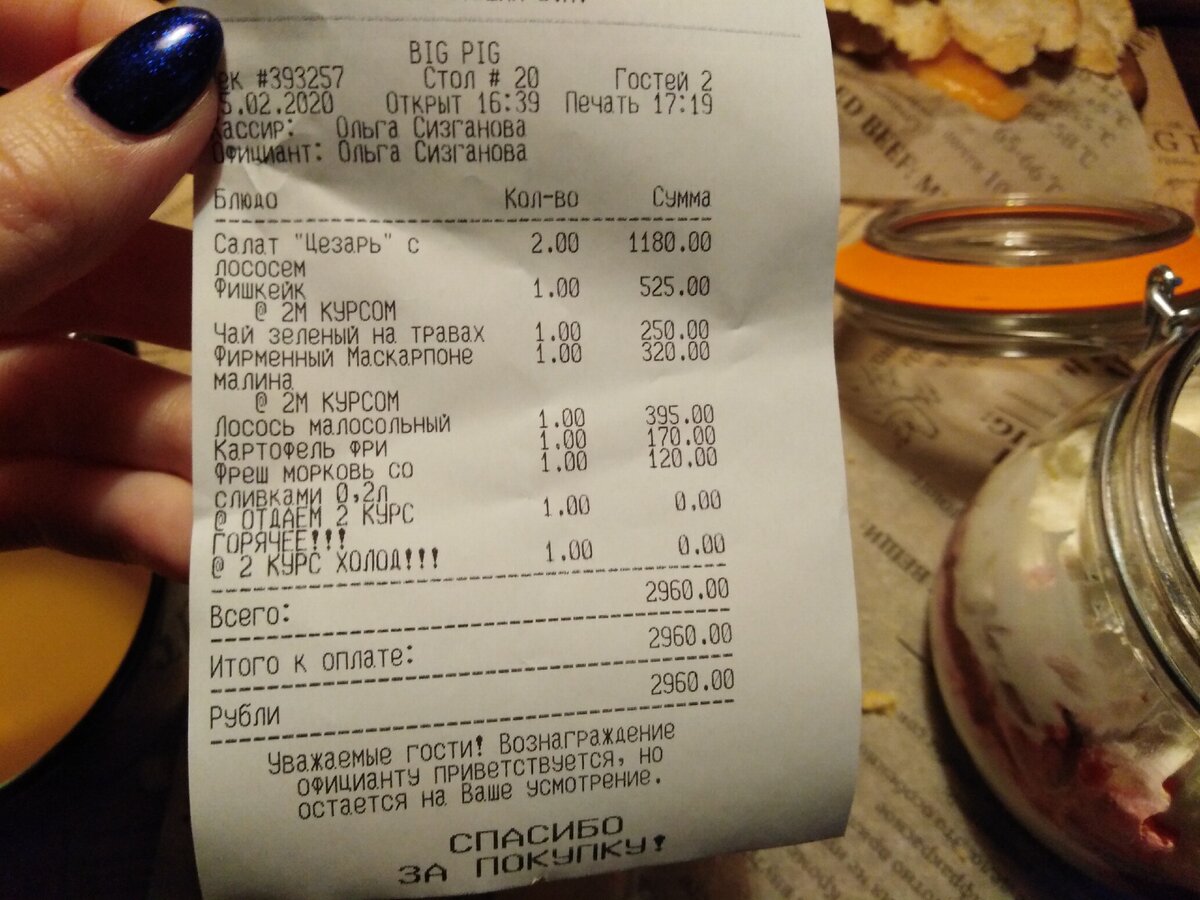 BIG PIG
ек #393257 Стол # 20 Гостей 2
5.02.2020 Открыт 16:39 Печать 17:19
Кассир: Ольга Сизганова
Официант: Ольга Сизганова
Блюдо Кол-во Сумма
Салат "Цезарь" с 2.00 1180.00
лососем
Фишкейк 1.00 525.00
@ 2М КУРСОМ
Чай зеленый на травах 1.00 250.00
Фирменный Маскарпоне 1.00 320.00
малина
@ 2М КУРСОМ
Лосось малосольный 1.00 395.00
Картофель фри 1.00 170.00
Фреш морковь со 1.00 120.00
сливками 0,2л
@ ОТДАЕМ 2 КУРС 1.00 0.00
ГОРЯЧЕЕ!!!
@ 2 КУРС ХОЛОД!!! 1.00 0.00
Всего: 2960.00
Итого к оплате: 2960.00
Рубли 2960.00
Уважаемые гости! Вознаграждение
официанту приветствуется, но
остается на Ваше усмотрение.
СПАСИБО
ЗА ПОКУПКУ!
58°C
65-66°C
ED BEEF: